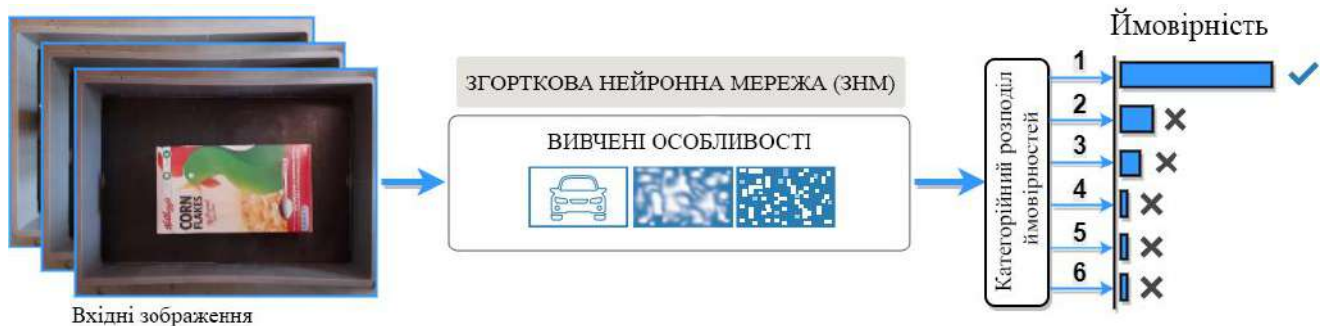 Ймовірність
ЗГОРТКОВА НЕЙРОННА МЕРЕЖА (ЗНМ)
ВИВЧЕНІ ОСОБЛИВОСТІ
Kellogg's
CORN
FLAKES
Категорійний розподіл
ймовірностей
1
2
3
4
5
6
Вхідні зображення